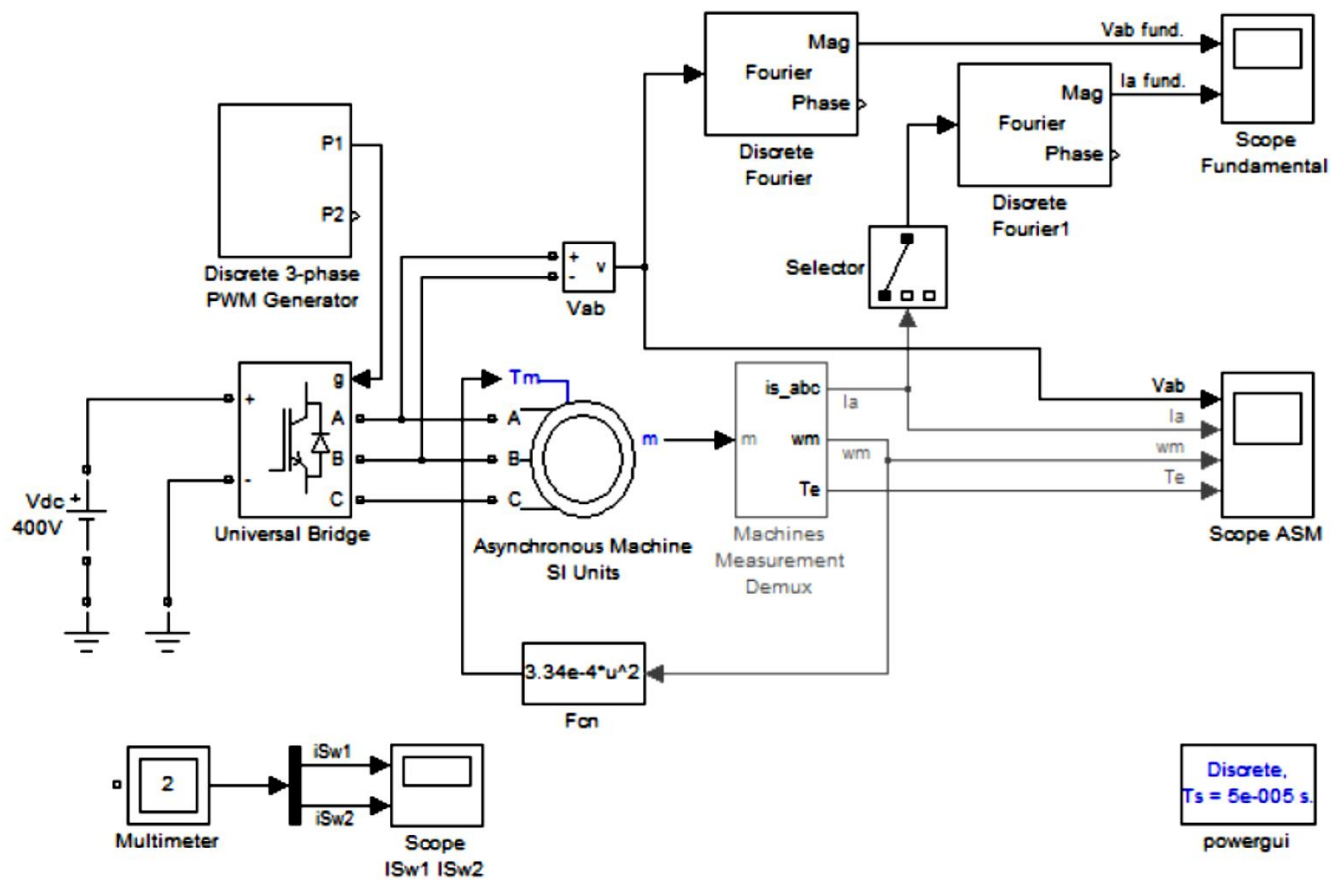 Mag
Vab fund.
Fourier
Phase
Discrete
Fourier
Mag
Ia fund.
Fourier
Phase
Discrete
Fourier1
Scope
Fundamental
P1
P2
Discrete 3-phase
PWM Generator
+
-
v
Vab
Selector
+
-
g
A
B
C
Universal Bridge
Vdc
+
400V
Tm
A
B
C
m
Asynchronous Machine
SI Units
m
is_abc
wm
Te
Ia
wm
Machines
Measurement
Demux
Vab
Ia
wm
Te
Scope ASM
3.34e-4*u^2
Fcn
2
Multimeter
iSw1
iSw2
Scope
ISw1 ISw2
Discrete,
Ts = 5e-005 s.
powergui